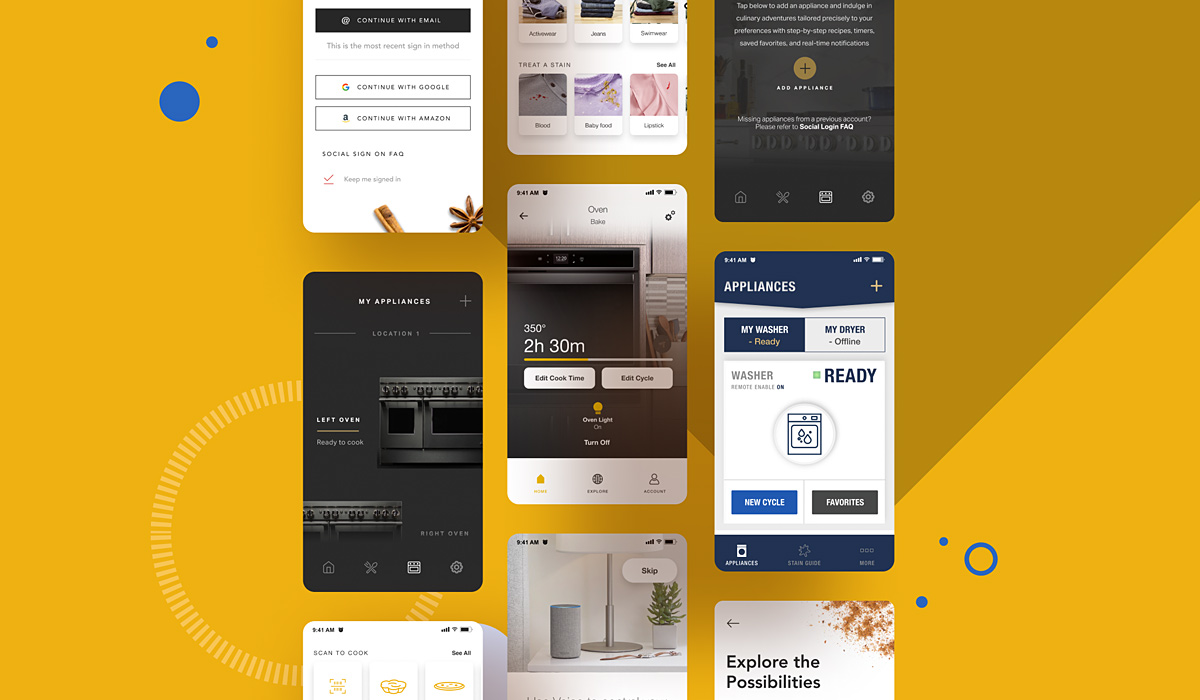 @ CONTINUE WITH EMAIL
This is the most recent sign in method
CONTINUE WITH GOOGLE
CONTINUE WITH AMAZON
SOCIAL SIGN ON FAQ
Keep me signed in
MY APPLIANCES
LOCATION 1
LEFT OVEN
Ready to cook
RIGHT OVEN
9:41 AM
SCAN TO COOK
See All
Activewear
Jeans
Swimwear
TREAT A STAIN
See All
Blood
Baby food
Lipstick
9:41 AM
Oven
Bake
12:29
350°
2h 30m
Edit Cook Time
Edit Cycle
Oven Light
On
Turn Off
HOME
EXPLORE
ACCOUNT
9:41 AM
Skip
Tap below to add an appliance and indulge in
culinary adventures tailored precisely to your
preferences with step-by-step recipes, timers,
saved favorites, and real-time notifications
ADD APPLIANCE
Missing appliances from a previous account?
Please refer to Social Login FAQ
9:41 AM
APPLIANCES
MY WASHER
- Ready
MY DRYER
- Offline
WASHER
READY
REMOTE ENABLE ON
NEW CYCLE
FAVORITES
APPLIANCES
STAIN GUIDE
MORE
Explore the
Possibilities